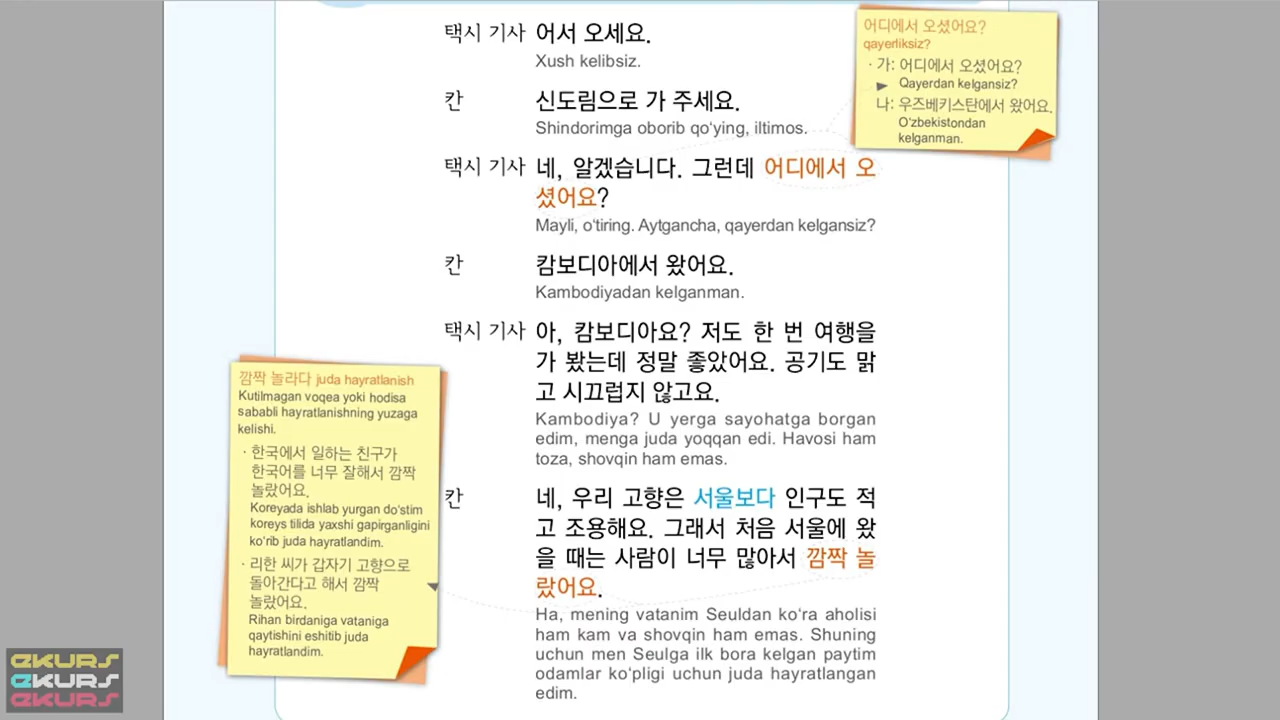 택시 기사 어서 오세요.
Xush kelibsiz.
칸 신도림으로 가 주세요.
Shindorimga oborib qo‘ying, iltimos.
택시 기사 네, 알겠습니다. 그런데 어디에서 오
셨어요?
Mayli, o‘tiring. Aytgancha, qayerdan kelgansiz?
칸 캄보디아에서 왔어요.
Kambodiyadan kelganman.
택시 기사 아, 캄보디아요? 저도 한 번 여행을
가 봤는데 정말 좋았어요. 공기도 맑
고 시끄럽지 않고요.
Kambodiya? U yerga sayohatga borgan
edim, menga juda yoqqan edi. Havosi ham
toza, shovqin ham emas.
칸 네, 우리 고향은 서울보다 인구도 적
고 조용해요. 그래서 처음 서울에 왔
을 때는 사람이 너무 많아서 깜짝 놀
랐어요.
Ha, mening vatanim Seuldan ko‘ra aholisi
ham kam va shovqin ham emas. Shuning
uchun men Seulga ilk bora kelgan paytim
odamlar ko‘pligi uchun juda hayratlangan
edim.
어디에서 오셨어요?
qayerliksiz?
· 가: 어디에서 오셨어요?
Qayerdan kelgansiz?
나: 우즈베키스탄에서 왔어요.
O‘zbekistondan
kelganman.
깜짝 놀라다 juda hayratlanish
Kutilmagan voqea yoki hodisa
sababli hayratlanishning yuzaga
kelishi.
· 한국에서 일하는 친구가
한국어를 너무 잘해서 깜짝
놀랐어요.
Koreyada ishlab yurgan do‘stim
koreys tilida yaxshi gapirganligini
ko‘rib juda hayratlandim.
· 리한 씨가 갑자기 고향으로
돌아간다고 해서 깜짝
놀랐어요.
Rihan birdaniga vataniga
qaytishini eshitib juda
hayratlandim.
EKURS
EKURS
EKURS